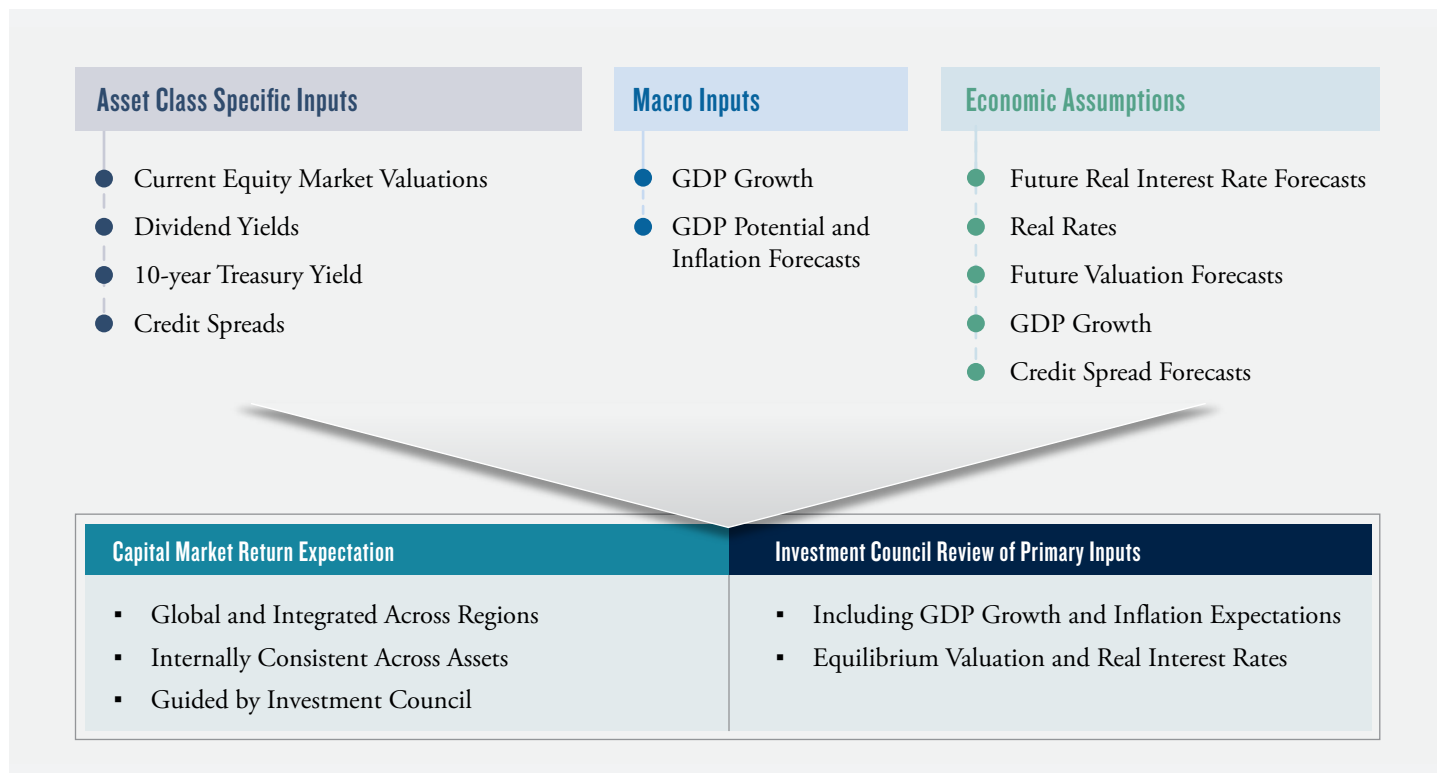 Asset Class Specific Inputs
Current Equity Market Valuations
Dividend Yields
10-year Treasury Yield
Credit Spreads
Macro Inputs
GDP Growth
GDP Potential and
Inflation Forecasts
Economic Assumptions
Future Real Interest Rate Forecasts
Real Rates
Future Valuation Forecasts
GDP Growth
Credit Spread Forecasts
Capital Market Return Expectation
▪ Global and Integrated Across Regions
▪ Internally Consistent Across Assets
▪ Guided by Investment Council
Investment Council Review of Primary Inputs
▪ Including GDP Growth and Inflation Expectations
▪ Equilibrium Valuation and Real Interest Rates